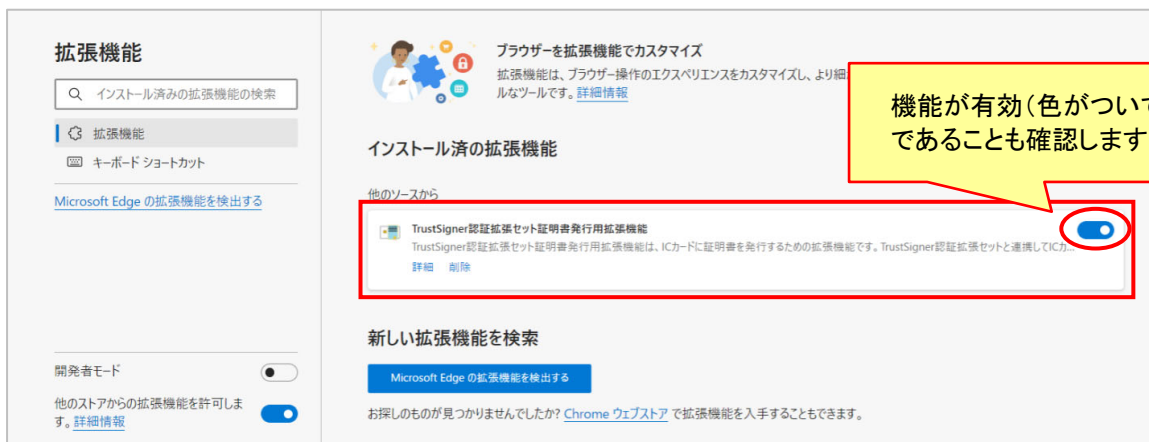 拡張機能
インストール済みの拡張機能の検索
拡張機能
キーボード ショートカット
Microsoft Edge の拡張機能を検出する
開発者モード
他のストアからの拡張機能を許可しま
す。詳細情報
ブラウザーを拡張機能でカスタマイズ
拡張機能は、ブラウザー操作のエクスペリエンスをカスタマイズし、より細
ルなツールです。詳細情報
機能が有効(色がついて
であることも確認します
インストール済の拡張機能
他のソースから
TrustSigner認証拡張セット証明書発行用拡張機能
TrustSigner認証拡張セット証明書発行用拡張機能は、ICカードに証明書を発行するための拡張機能です。TrustSigner認証拡張セットと連携してICカ...
詳細 削除
新しい拡張機能を検索
Microsoft Edge の拡張機能を検出する
お探しのものが見つかりませんでしたか? Chrome ウェブストア で拡張機能を入手することもできます。